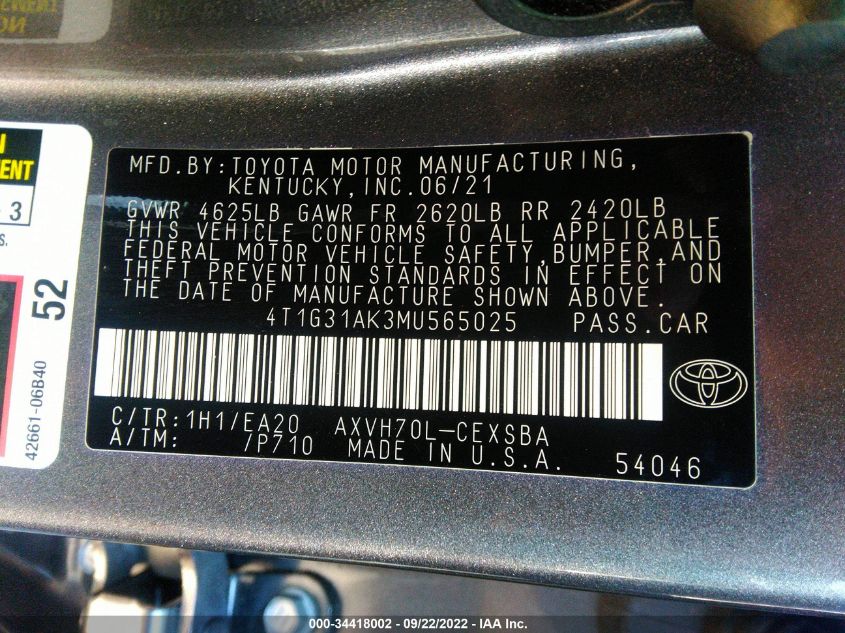 MFD.BY:TOYOTA MOTOR MANUFACTURING,
KENTUCKY,INC.06/21
GVWR 4625LB GAWR FR 2620LB RR 2420LB
THIS VEHICLE CONFORMS TO ALL APPLICABLE
FEDERAL MOTOR VEHICLE SAFETY,BUMPER,AND
THEFT PREVENTION STANDARDS IN EFFECT ON
THE DATE OF MANUFACTURE SHOWN ABOVE.
4T1G31AK3MU565025 PASS.CAR
C/TR:1H1/EA20 AXVH70L-CEXSBA
A/TM: /P710 MADE IN U.S.A. 54046
3
52
42661-06B40
000-34418002 - 09/22/2022 - IAA Inc.